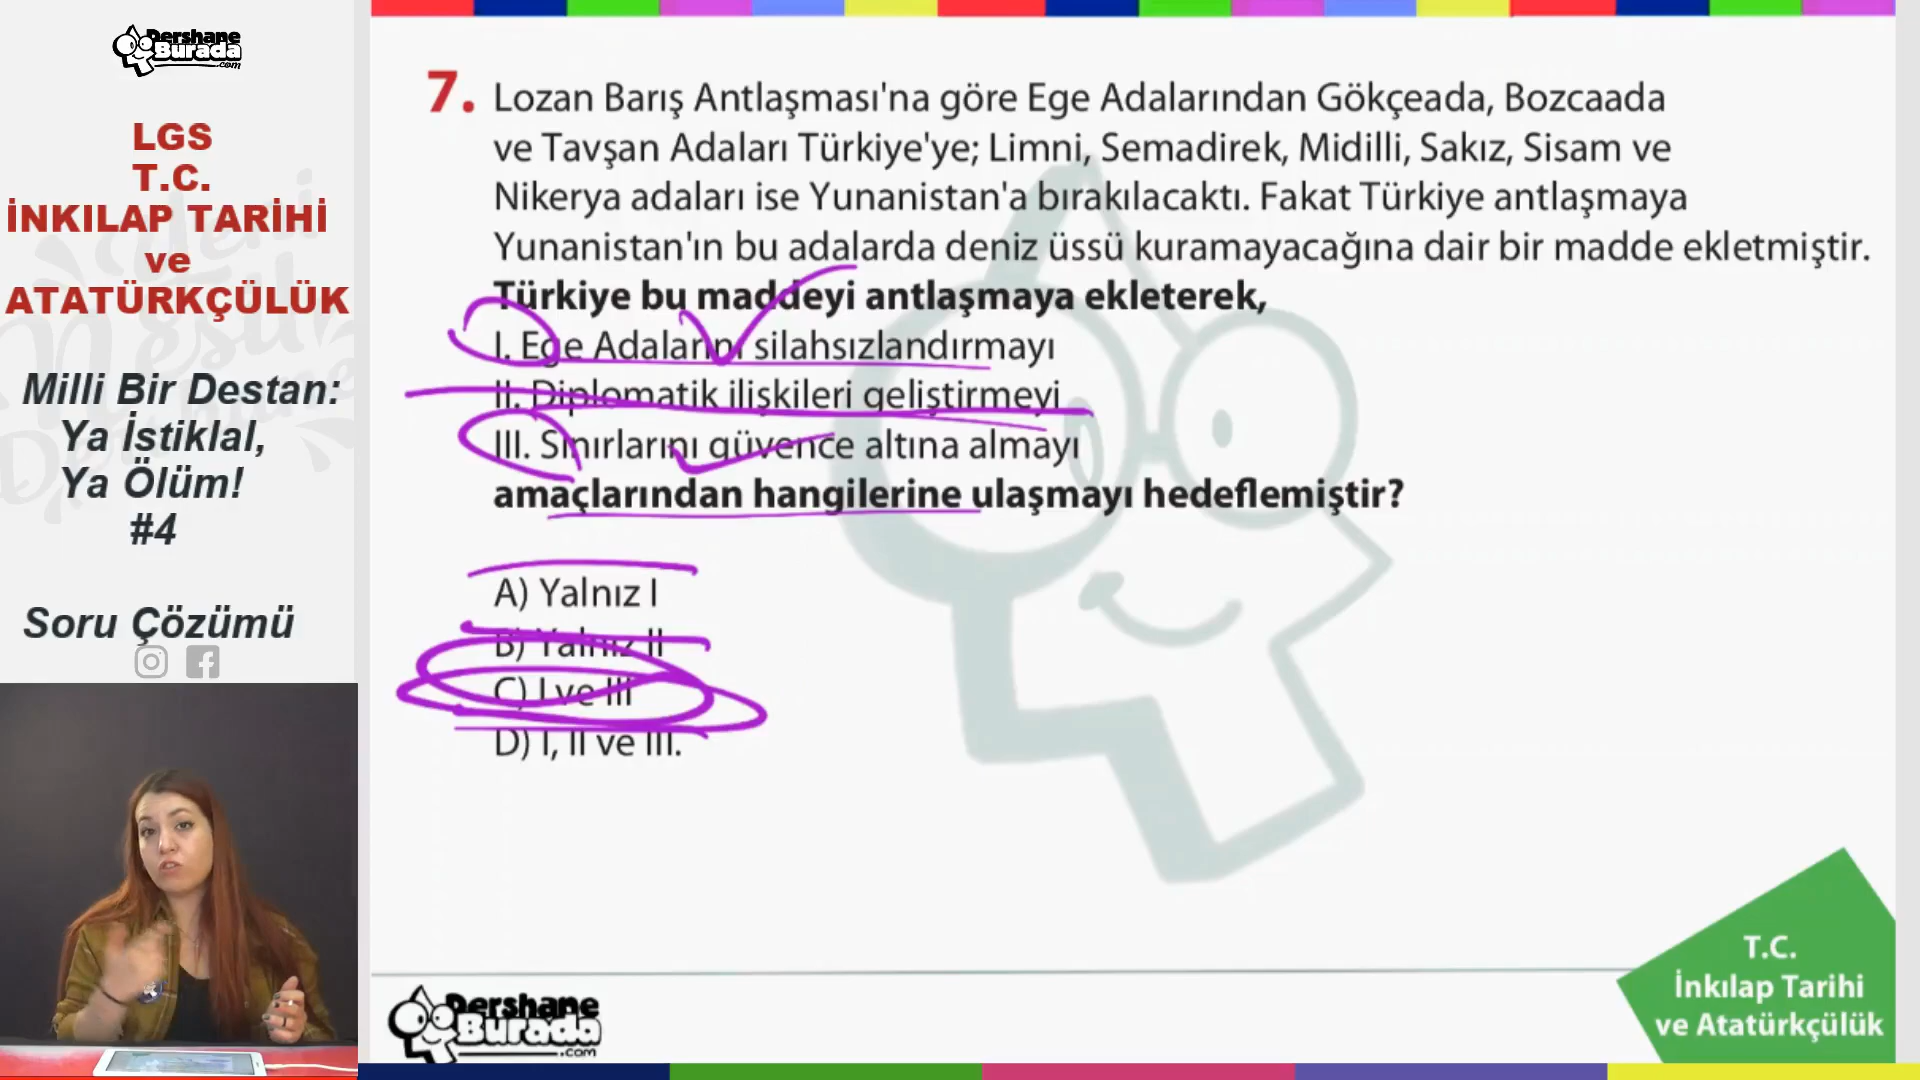 Dershane
Burada
.com
LGS
T.C.
İNKILAP TARİHİ
ve
ATATÜRKÇÜLÜK
Milli Bir Destan:
Ya İstiklal,
Ya Ölüm!
#4
Soru Çözümü
7. Lozan Barış Antlaşması'na göre Ege Adalarından Gökçeada, Bozcaada
ve Tavşan Adaları Türkiye'ye; Limni, Semadirek, Midilli, Sakız, Sisam ve
Nikerya adaları ise Yunanistan'a bırakılacaktı. Fakat Türkiye antlaşmaya
Yunanistan'ın bu adalarda deniz üssü kuramayacağına dair bir madde ekletmiştir.
Türkiye bu maddeyi antlaşmaya ekleterek,
I. Ege Adalarını silahsızlandırmayı
II. Diplomatik ilişkileri geliştirmeyi
III. Sınırlarını güvence altına almayı
amaçlarından hangilerine ulaşmayı hedeflemiştir?
A) Yalnız I
B) Yalnız II
C) I ve III
D) I, II ve III.
Dershane
Burada
.com
T.C.
İnkılap Tarihi
ve Atatürkçülük